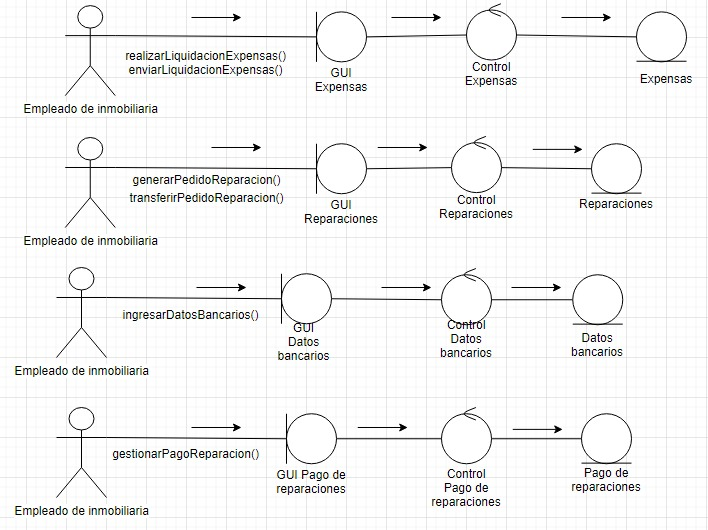 realizarLiquidacionExpensas()
enviarLiquidacionExpensas()
Empleado de inmobiliaria
GUI
Expensas
Control
Expensas
Expensas
generarPedidoReparacion()
transferirPedidoReparacion()
Empleado de inmobiliaria
GUI
Reparaciones
Control
Reparaciones
Reparaciones
ingresarDatosBancarios()
Empleado de inmobiliaria
GUI
Datos
bancarios
Control
Datos
bancarios
Datos
bancarios
gestionarPagoReparacion()
Empleado de inmobiliaria
GUI Pago de
reparaciones
Control
Pago de
reparaciones
Pago de
reparaciones